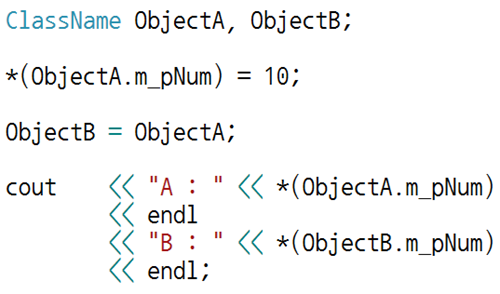 ClassName ObjectA, ObjectB;
*(ObjectA.m_pNum) = 10;
ObjectB = ObjectA;
cout << "A : " << *(ObjectA.m_pNum)
<< endl
<< "B : " << *(ObjectB.m_pNum)
<< endl;